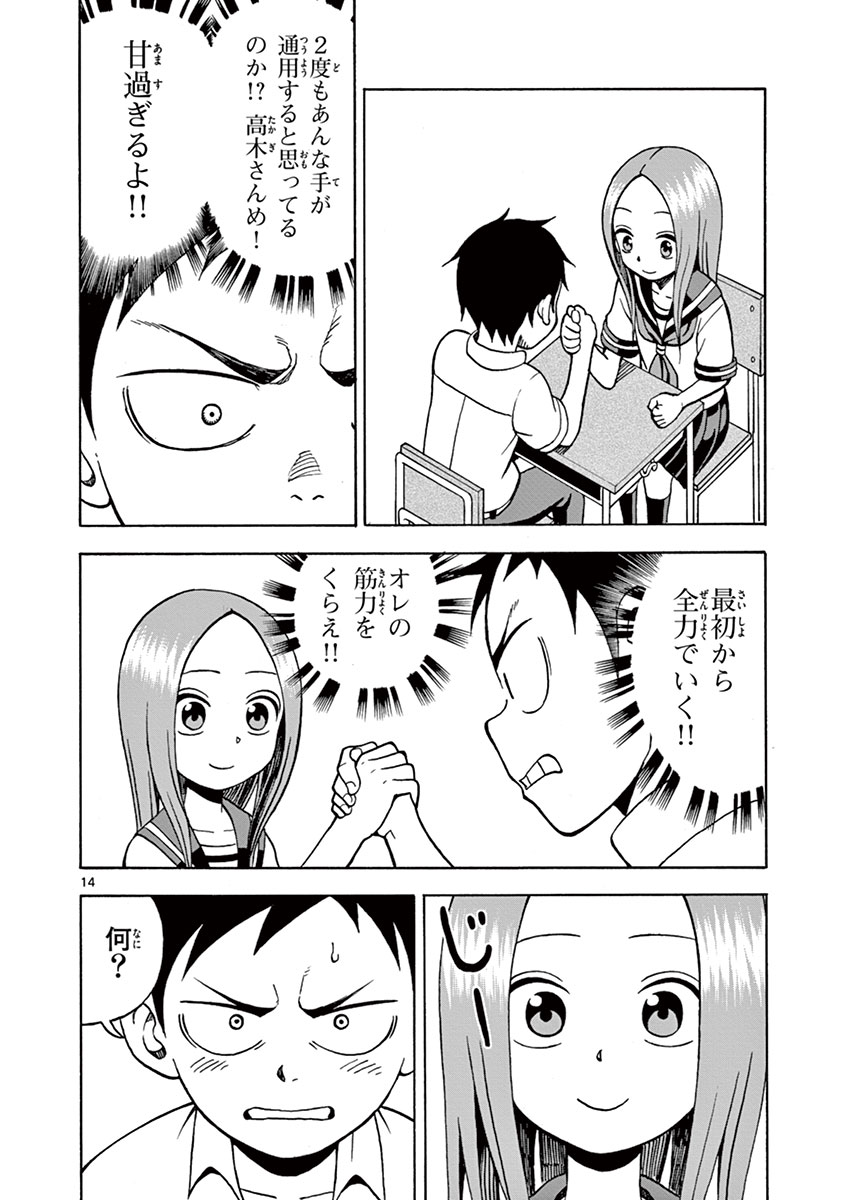 2度もあんな手が
通用すると思ってる
のか!? 高木さんめ!
甘過ぎるよ!!
最初から
全力でいく!!
オレの
筋力を
くらえ!!
14
じーっ
何?